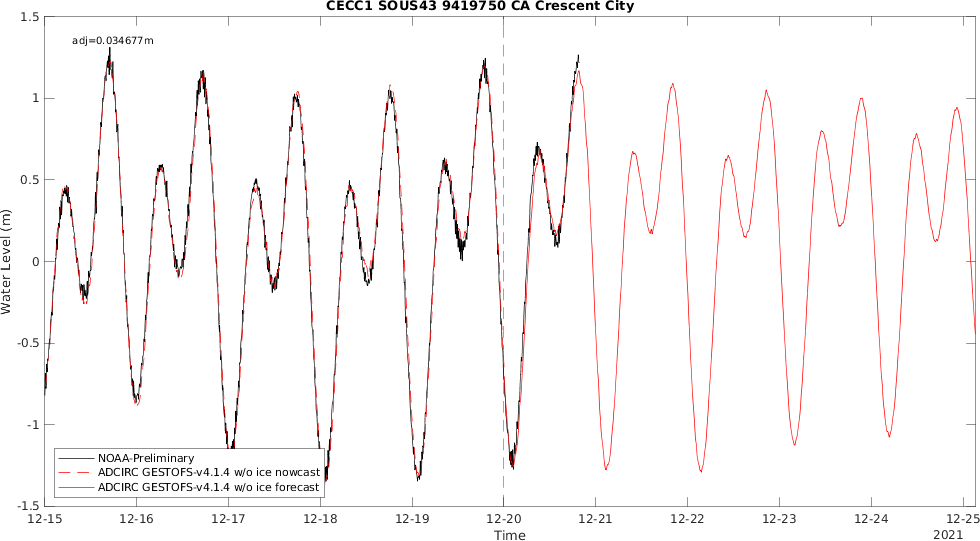 CECC1 SOUS43 9419750 CA Crescent City
adj=0.034677m
1.5
1
0.5
0
-0.5
-1
-1.5
Water Level (m)
NOAA-Preliminary
ADCIRC GESTOFS-v4.1.4 w/o ice nowcast
ADCIRC GESTOFS-v4.1.4 w/o ice forecast
12-15 12-16 12-17 12-18 12-19 12-20 12-21 12-22 12-23 12-24 12-25
Time 2021